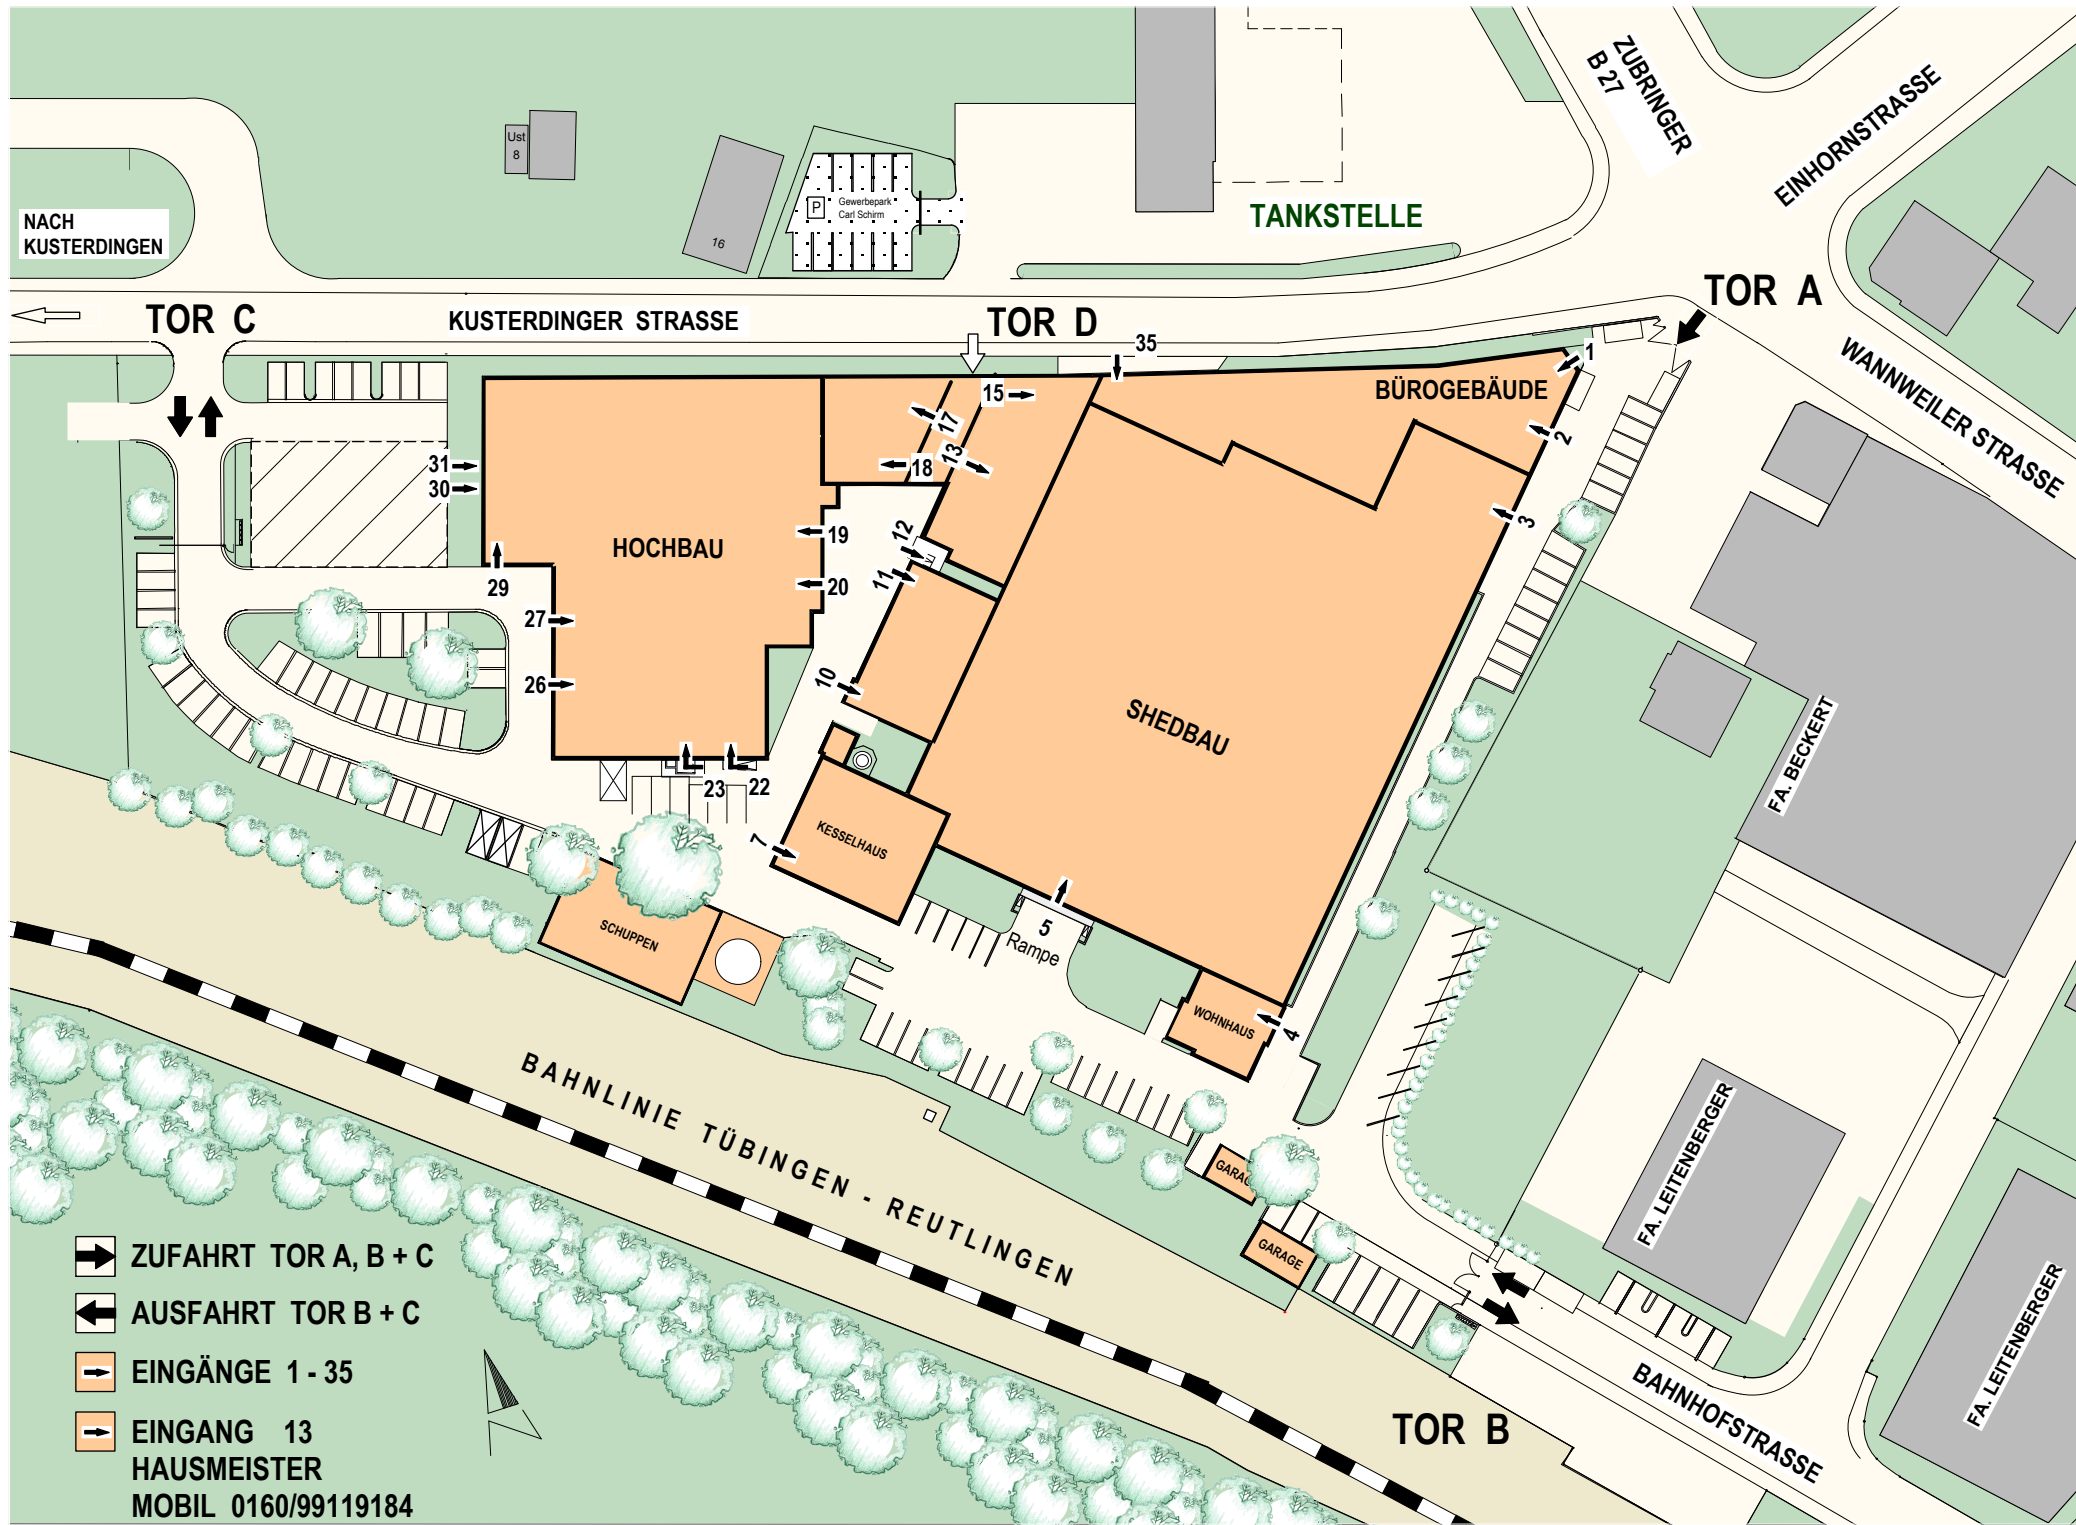 ZUBRINGER
B 27
EINHORNSTRASSE
Ust
8
16
P
Gewerbepark
Carl Schirm
TANKSTELLE
NACH
KUSTERDINGEN
TOR C
KUSTERDINGER STRASSE
TOR D
TOR A
WANNWEILER STRASSE
35
1
BÜROGEBÄUDE
15
17
2
13
18
31
30
3
19
12
HOCHBAU
11
20
29
27
26
10
SHEDBAU
FA. BECKERT
23
22
7
KESSELHAUS
5
Rampe
SCHUPPEN
WOHNHAUS
4
BAHNLINIE TÜBINGEN - REUTLINGEN
GARAG
GARAGE
FA. LEITENBERGER
FA. LEITENBERGER
ZUFAHRT TOR A, B + C
AUSFAHRT TOR B + C
EINGÄNGE 1 - 35
EINGANG 13
HAUSMEISTER
MOBIL 0160/99119184
TOR B
BAHNHOFSTRASSE